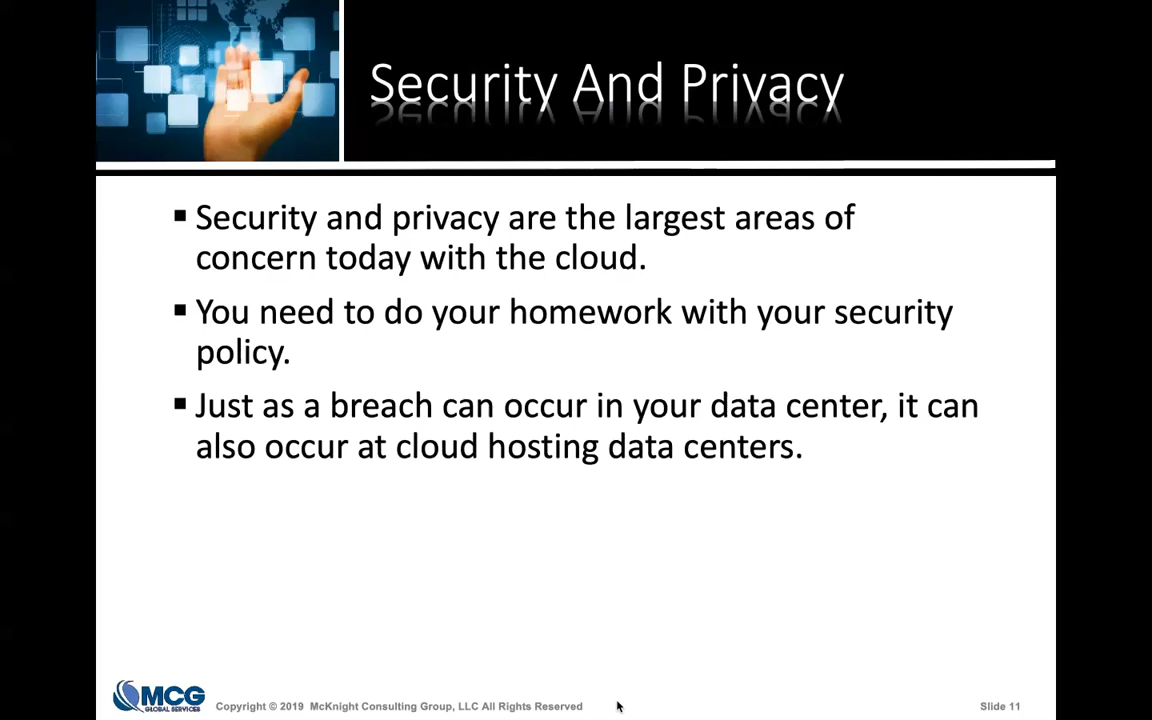 Security And Privacy
▪ Security and privacy are the largest areas of
concern today with the cloud.
▪ You need to do your homework with your security
policy.
▪ Just as a breach can occur in your data center, it can
also occur at cloud hosting data centers.
MCG
GLOBAL SERVICES
Copyright © 2019 McKnight Consulting Group, LLC All Rights Reserved
Slide 11